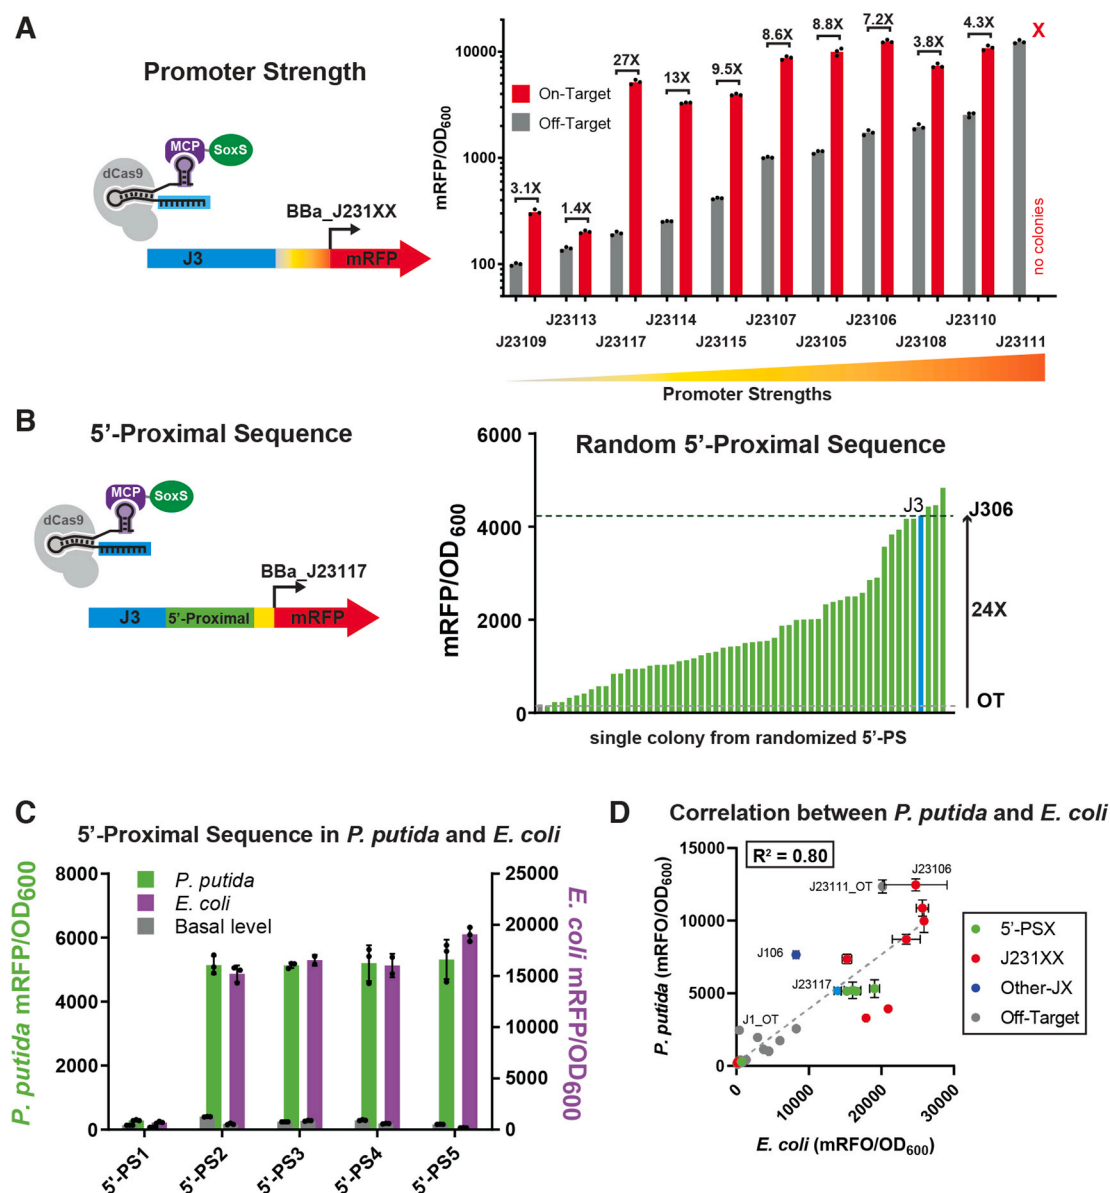 A
Promoter Strength
MCP
SoxS
dCas9
BBa_J231XX
J3
mRFP
mRFP/OD600
10000
1000
100
On-Target
Off-Target
3.1X
1.4X
27X
13X
9.5X
8.6X
8.8X
7.2X
3.8X
4.3X
X
no colonies
J23113
J23114
J23107
J23106
J23110
J23109
J23117
J23115
J23105
J23108
J23111
Promoter Strengths
B
5’-Proximal Sequence
MCP
SoxS
dCas9
BBa_J23117
J3
5’-Proximal
mRFP
Random 5’-Proximal Sequence
mRFP/OD600
6000
4000
2000
0
J3
J306
24X
OT
single colony from randomized 5’-PS
C
5’-Proximal Sequence in P. putida and E. coli
P. putida mRFP/OD600
8000
6000
4000
2000
0
P. putida
E. coli
Basal level
25000
20000
15000
10000
5000
0
E. coli mRFP/OD600
5’-PS1
5’-PS2
5’-PS3
5’-PS4
5’-PS5
D
Correlation between P. putida and E. coli
R2 = 0.80
P. putida (mRFO/OD600)
15000
10000
5000
0
J23106
J23111_OT
J106
J23117
J1_OT
0
10000
20000
30000
E. coli (mRFO/OD600)
5’-PSX
J231XX
Other-JX
Off-Target